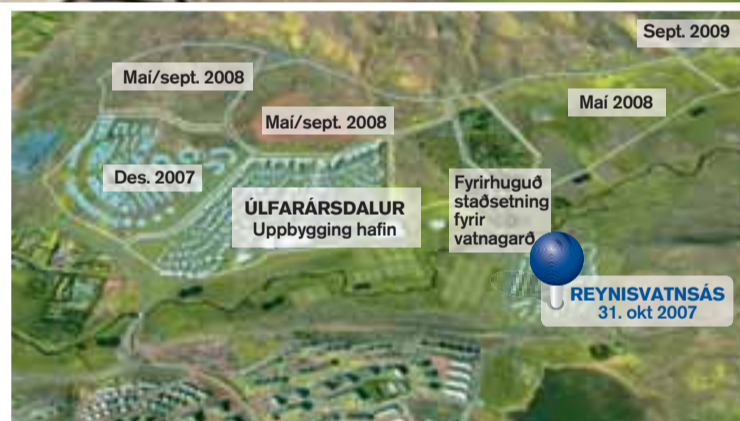 Sept. 2009
Maí/sept. 2008
Maí 2008
Maí/sept. 2008
Des. 2007
ÚLFARÁRSDALUR
Uppbygging hafin
Fyrirhuguð
staðsetning
fyrir
vatnagarð
REYNISVATNSÁS
31. okt 2007